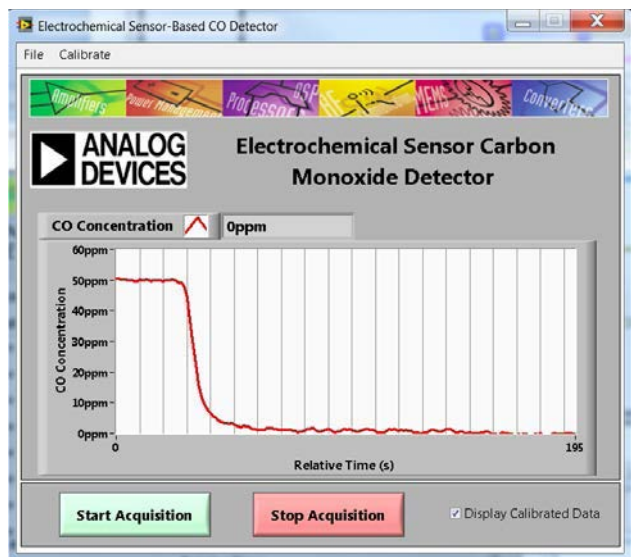 Electrochemical Sensor-Based CO Detector
File Calibrate
Amplifiers Power Management Processors DSP RF MEMS Converters
ANALOG
DEVICES
Electrochemical Sensor Carbon
Monoxide Detector
CO Concentration 0ppm
60ppm
50ppm
40ppm
30ppm
20ppm
10ppm
0ppm
CO Concentration
0 195
Relative Time (s)
Start Acquisition Stop Acquisition Display Calibrated Data